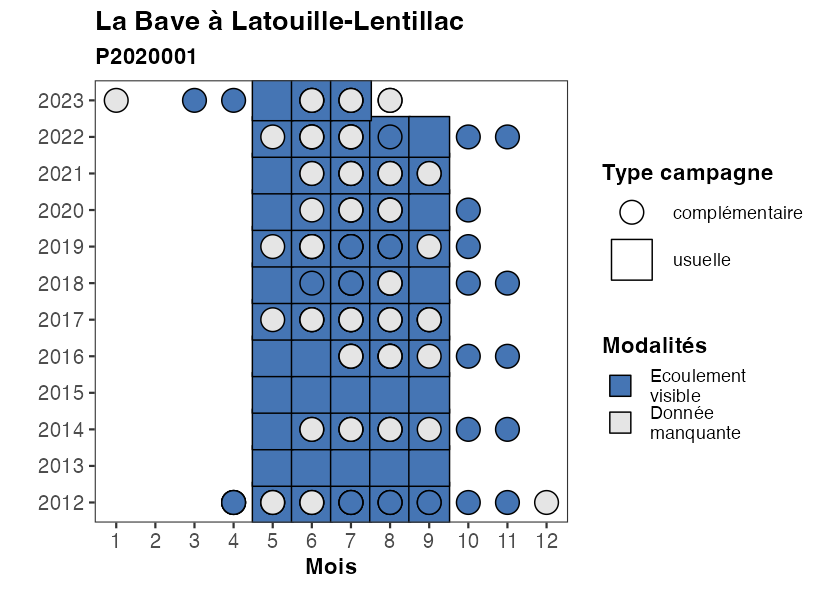 La Bave à Latouille-Lentillac
P2020001
2023
2022
2021
2020
2019
2018
2017
2016
2015
2014
2013
2012
1 2 3 4 5 6 7 8 9 10 11 12
Mois
Type campagne
complémentaire
usuelle
Modalités
Ecoulement
visible
Donnée
manquante